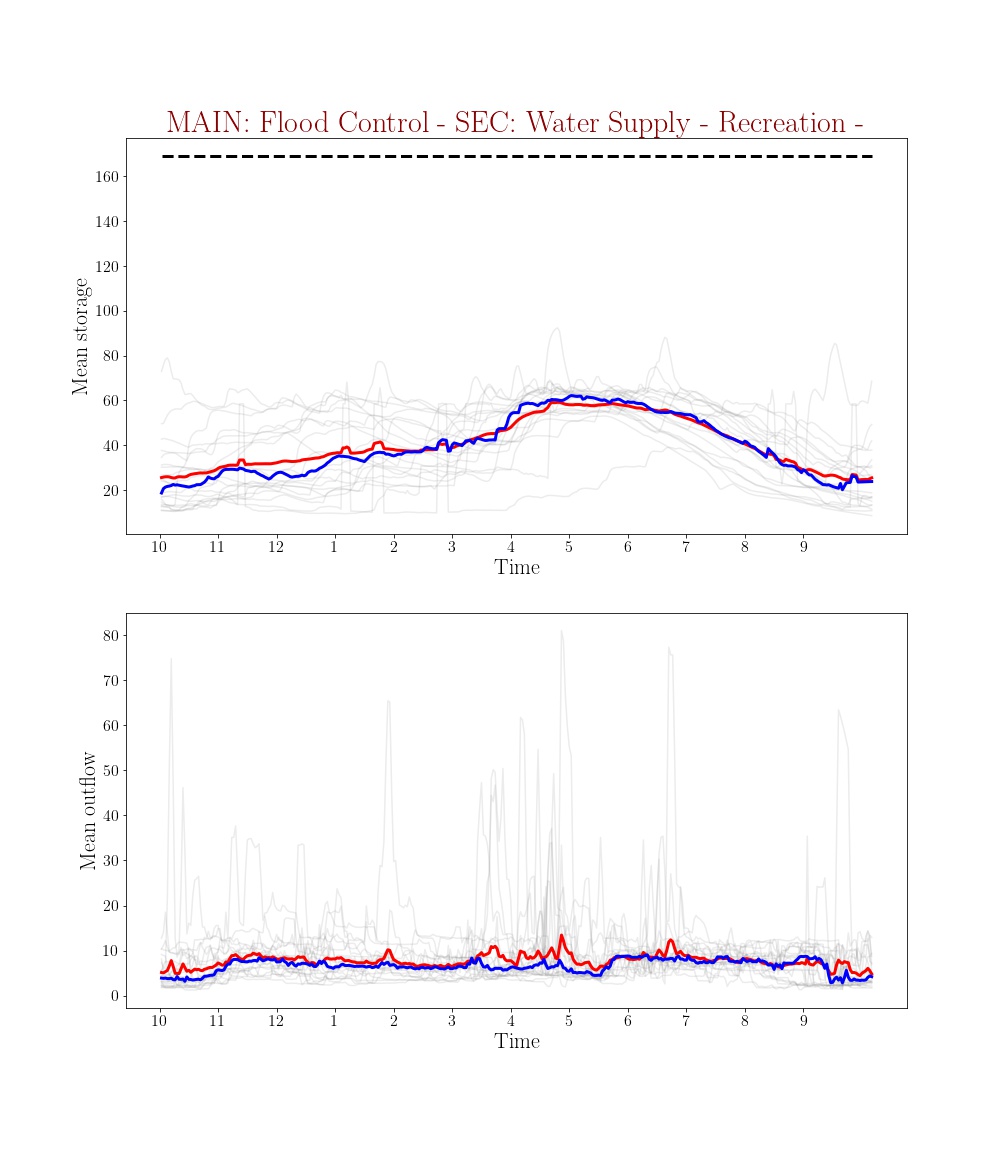 MAIN: Flood Control - SEC: Water Supply - Recreation -
160
140
120
100
80
60
40
20
Mean storage
10 11 12 1 2 3 4 5 6 7 8 9
Time
80
70
60
50
40
30
20
10
0
Mean outflow
10 11 12 1 2 3 4 5 6 7 8 9
Time